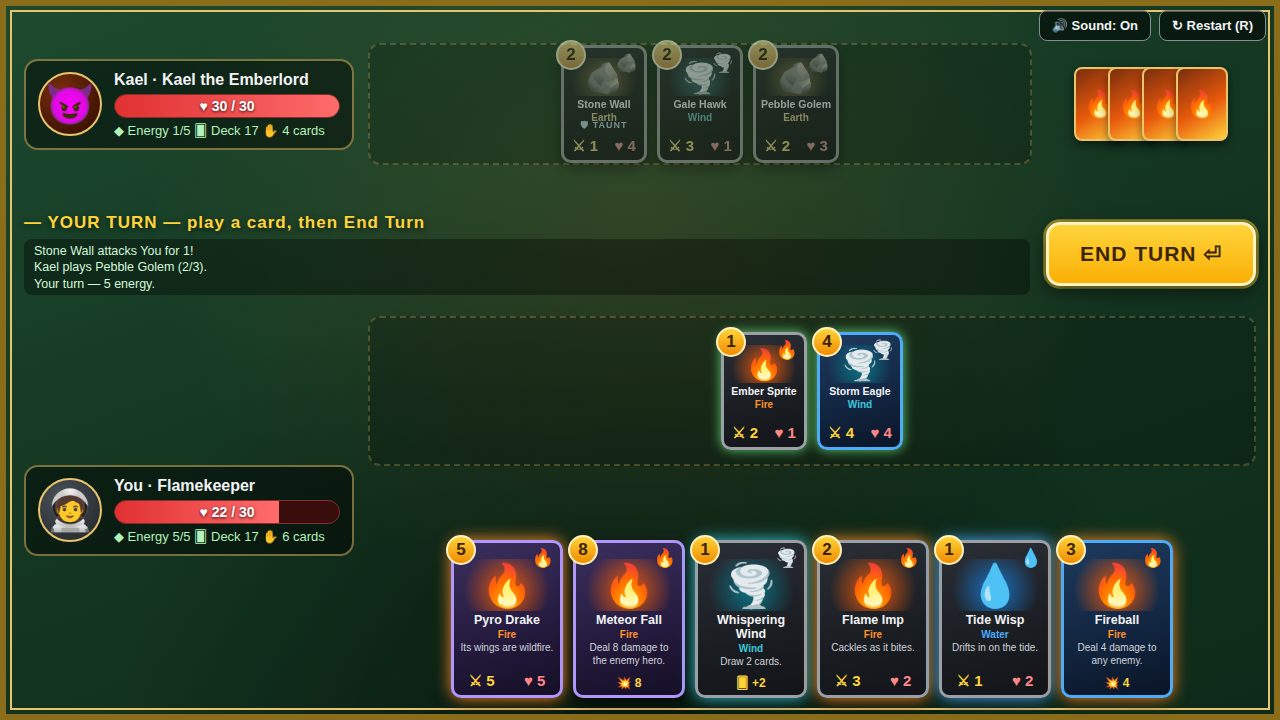 🔊 Sound: On
↻ Restart (R)
Kael · Kael the Emberlord
♥ 30 / 30
◆ Energy 1/5 🂠 Deck 17 ✋ 4 cards
2
Stone Wall
Earth
🛡 TAUNT
⚔ 1 ♥ 4
2
Gale Hawk
Wind
⚔ 3 ♥ 1
2
Pebble Golem
Earth
⚔ 2 ♥ 3
— YOUR TURN — play a card, then End Turn
Stone Wall attacks You for 1!
Kael plays Pebble Golem (2/3).
Your turn — 5 energy.
END TURN ⏎
1
Ember Sprite
Fire
⚔ 2 ♥ 1
4
Storm Eagle
Wind
⚔ 4 ♥ 4
You · Flamekeeper
♥ 22 / 30
◆ Energy 5/5 🂠 Deck 17 ✋ 6 cards
5
Pyro Drake
Fire
Its wings are wildfire.
⚔ 5 ♥ 5
8
Meteor Fall
Fire
Deal 8 damage to
the enemy hero.
💥 8
1
Whispering
Wind
Wind
Draw 2 cards.
🂠 +2
2
Flame Imp
Fire
Cackles as it bites.
⚔ 3 ♥ 2
1
Tide Wisp
Water
Drifts in on the tide.
⚔ 1 ♥ 2
3
Fireball
Fire
Deal 4 damage to
any enemy.
💥 4